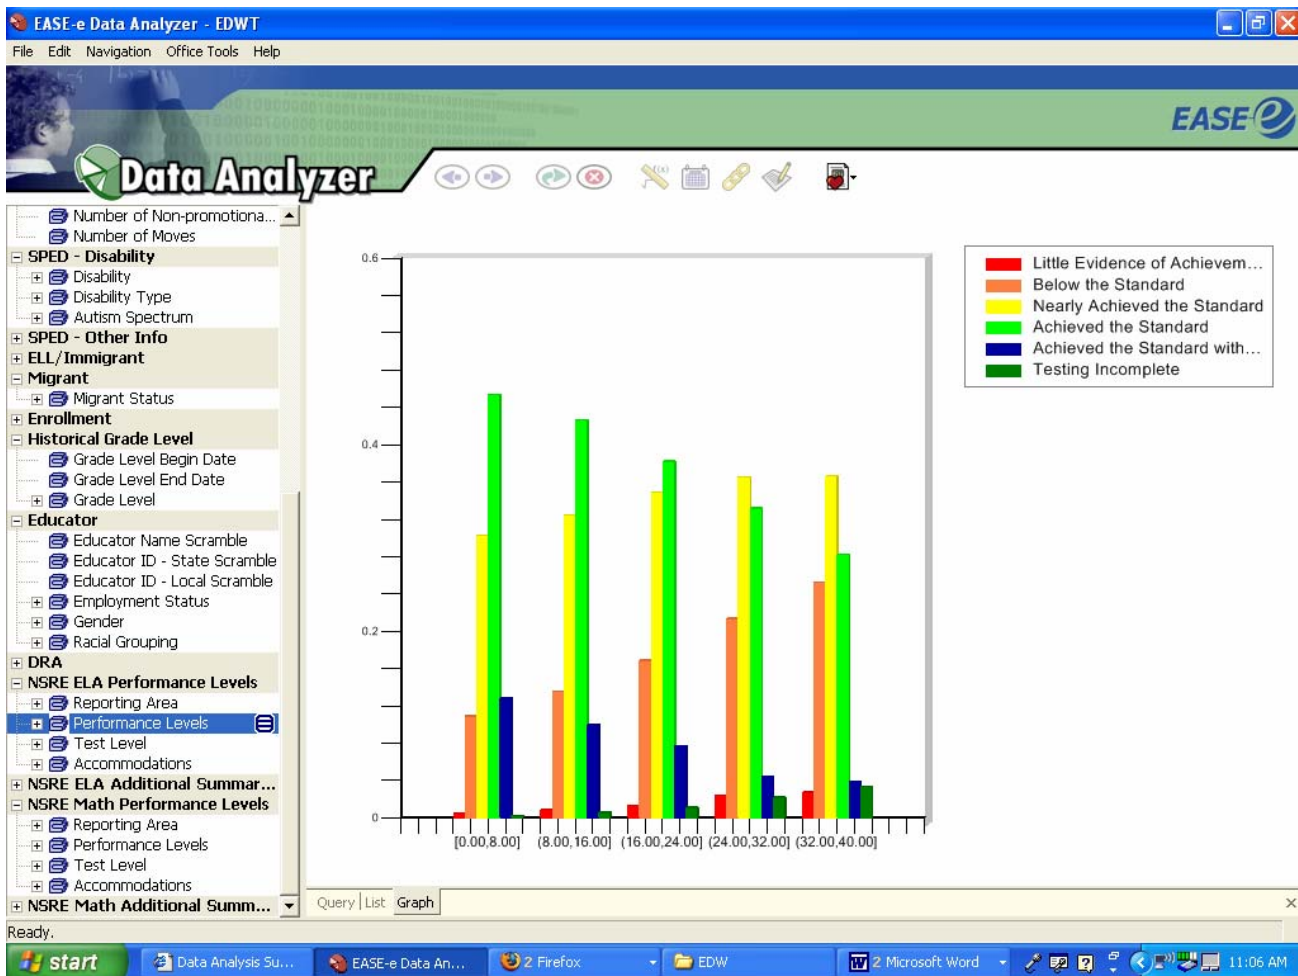 EASE-e Data Analyzer - EDWT
File Edit Navigation Office Tools Help
EASE e
Data Analyzer
Number of Non-promotiona...
Number of Moves
SPED - Disability
Disability
Disability Type
Autism Spectrum
SPED - Other Info
ELL/Immigrant
Migrant
Migrant Status
Enrollment
Historical Grade Level
Grade Level Begin Date
Grade Level End Date
Grade Level
Educator
Educator Name Scramble
Educator ID - State Scramble
Educator ID - Local Scramble
Employment Status
Gender
Racial Grouping
DRA
NSRE ELA Performance Levels
Reporting Area
Performance Levels
Test Level
Accommodations
NSRE ELA Additional Summar...
NSRE Math Performance Levels
Reporting Area
Performance Levels
Test Level
Accommodations
NSRE Math Additional Summ...
0.6
0.4
0.2
0
[0.00,8.00] (8.00,16.00] (16.00,24.00] (24.00,32.00] (32.00,40.00]
Little Evidence of Achievem...
Below the Standard
Nearly Achieved the Standard
Achieved the Standard
Achieved the Standard with...
Testing Incomplete
Query List Graph
Ready.
start Data Analysis Su... EASE-e Data An... 2 Firefox EDW 2 Microsoft Word 11:06 AM